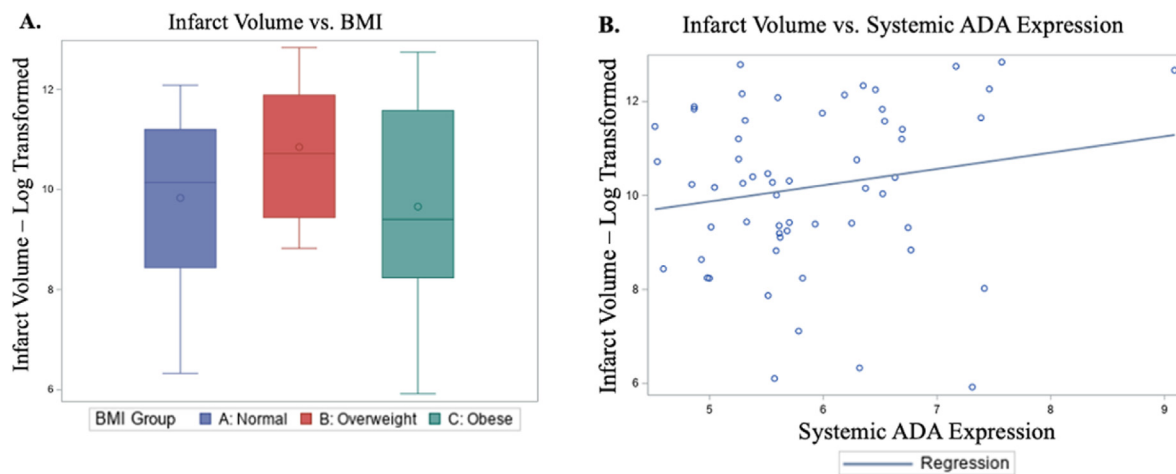 A.
Infarct Volume vs. BMI
Infarct Volume – Log Transformed
12
10
8
6
BMI Group A: Normal B: Overweight C: Obese
B.
Infarct Volume vs. Systemic ADA Expression
Infarct Volume – Log Transformed
12
10
8
6
5 6 7 8 9
Systemic ADA Expression
Regression